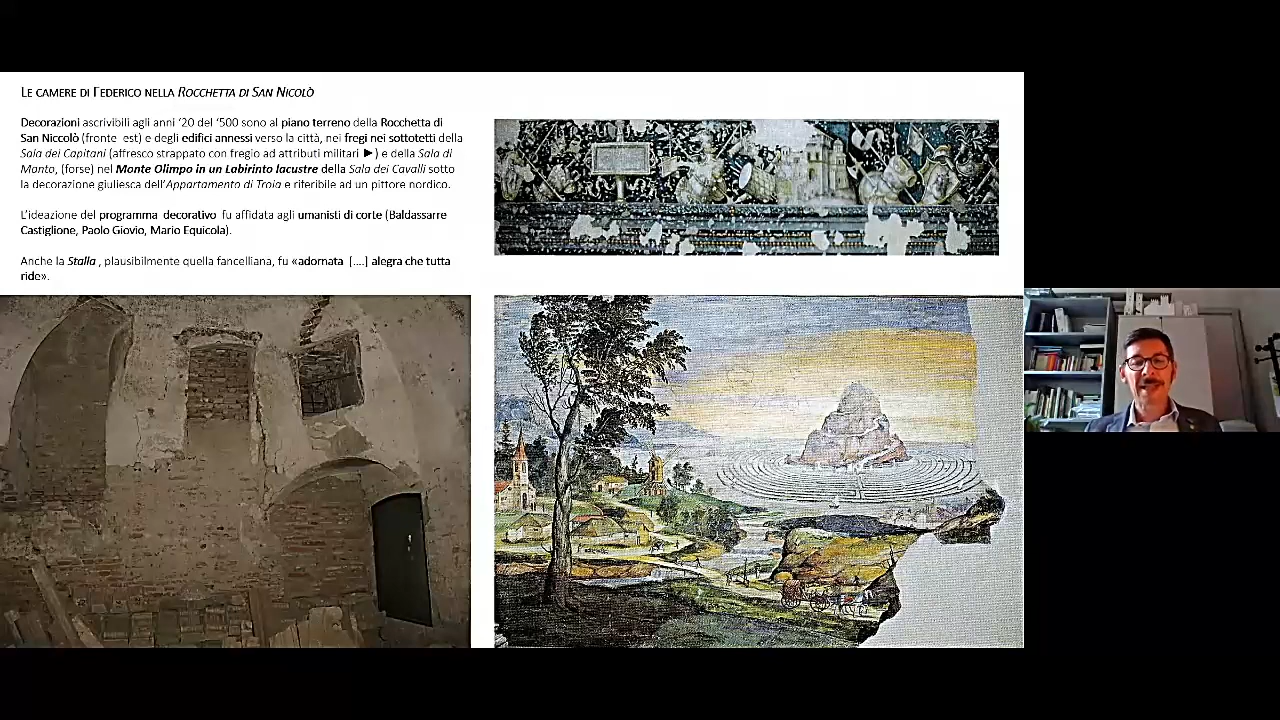 LE CAMERE DI FEDERICO NELLA ROCCHETTA DI SAN NICOLÒ
Decorazioni ascrivibili agli anni ‘20 del ‘500 sono al piano terreno della Rocchetta di
San Niccolò (fronte est) e degli edifici annessi verso la città, nei fregi nei sottotetti della
Sala dei Capitani (affresco strappato con fregio ad attributi militari ►) e della Sala di
Manto, (forse) nel Monte Olimpo in un Labirinto lacustre della Sala dei Cavalli sotto
la decorazione giuliesca dell’Appartamento di Troia e riferibile ad un pittore nordico.
L’ideazione del programma decorativo fu affidata agli umanisti di corte (Baldassarre
Castiglione, Paolo Giovio, Mario Equicola).
Anche la Stalla , plausibilmente quella fancelliana, fu «adornata [....] alegra che tutta
ride».